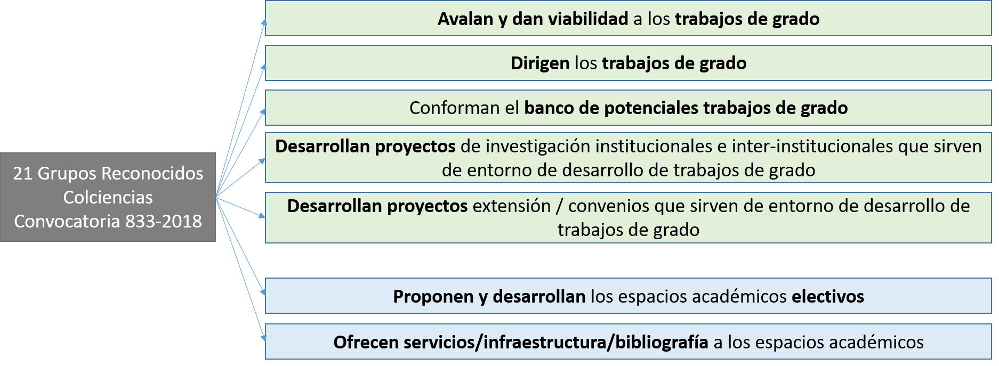 Avalan y dan viabilidad a los trabajos de grado
Dirigen los trabajos de grado
Conforman el banco de potenciales trabajos de grado
Desarrollan proyectos de investigación institucionales e inter-institucionales que sirven
de entorno de desarrollo de trabajos de grado
21 Grupos Reconocidos
Colciencias
Convocatoria 833-2018
Desarrollan proyectos extensión / convenios que sirven de entorno de desarrollo de
trabajos de grado
Proponen y desarrollan los espacios académicos electivos
Ofrecen servicios/infraestructura/bibliografía a los espacios académicos